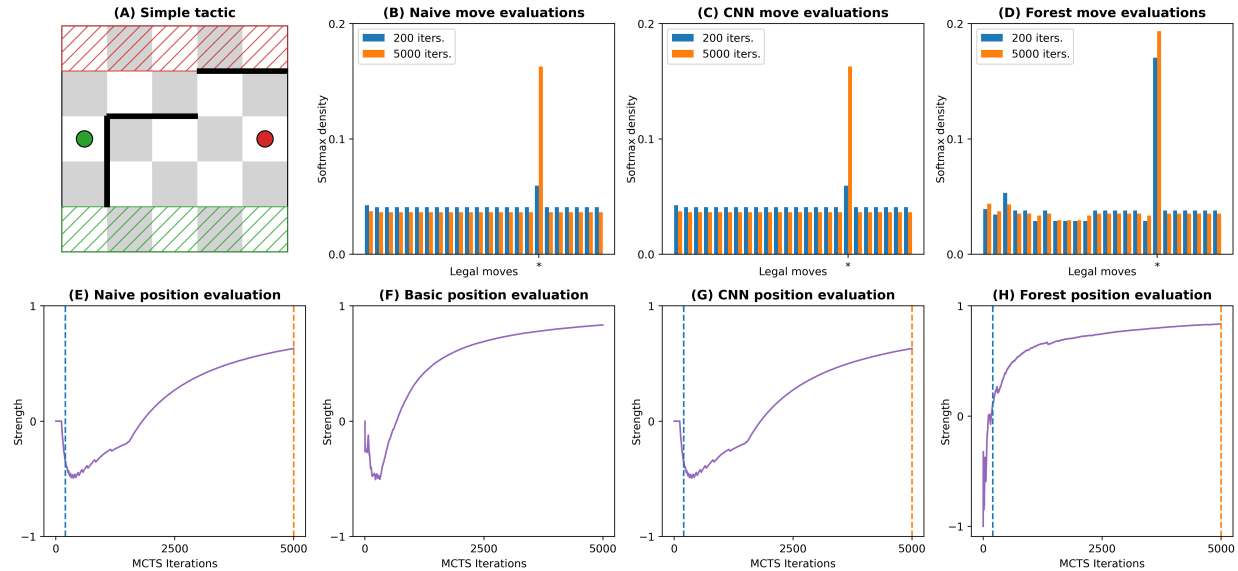 (A) Simple tactic
(B) Naive move evaluations
0.2
0.1
0.0
Softmax density
200 iters.
5000 iters.
Legal moves
*
(C) CNN move evaluations
0.2
0.1
0.0
Softmax density
200 iters.
5000 iters.
Legal moves
*
(D) Forest move evaluations
0.2
0.1
0.0
Softmax density
200 iters.
5000 iters.
Legal moves
*
(E) Naive position evaluation
1
0
−1
Strength
0 2500 5000
MCTS Iterations
(F) Basic position evaluation
1
0
−1
Strength
0 2500 5000
MCTS Iterations
(G) CNN position evaluation
1
0
−1
Strength
0 2500 5000
MCTS Iterations
(H) Forest position evaluation
1
0
−1
Strength
0 2500 5000
MCTS Iterations